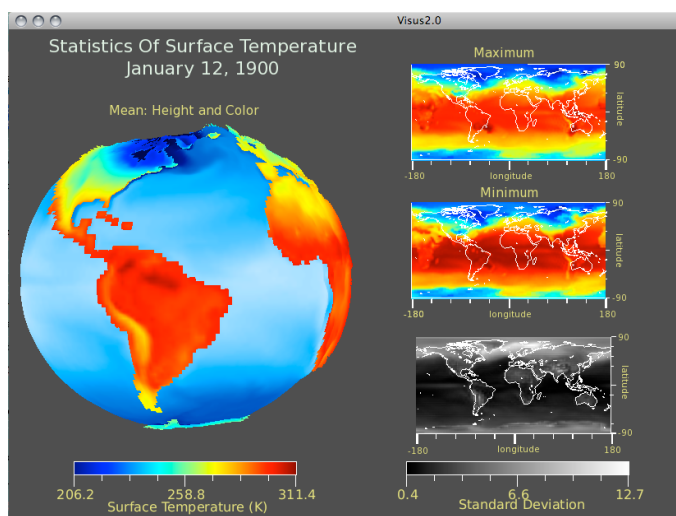 Visus2.0
Statistics Of Surface Temperature
January 12, 1900
Mean: Height and Color
Maximum
90
latitude
-90
-180 longitude 180
Minimum
90
latitude
-90
-180 longitude 180
90
latitude
-90
-180 longitude 180
206.2 258.8 311.4
Surface Temperature (K)
0.4 6.6 12.7
Standard Deviation